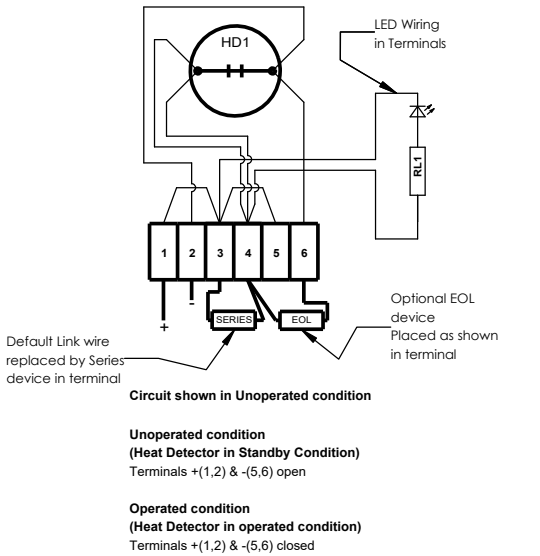 LED Wiring
in Terminals
HD1
RL1
1 2 3 4 5 6
+ -
SERIES EOL
Optional EOL
device
Placed as shown
in terminal
Default Link wire
replaced by Series
device in terminal
Circuit shown in Unoperated condition
Unoperated condition
(Heat Detector in Standby Condition)
Terminals +(1,2) & -(5,6) open
Operated condition
(Heat Detector in operated condition)
Terminals +(1,2) & -(5,6) closed